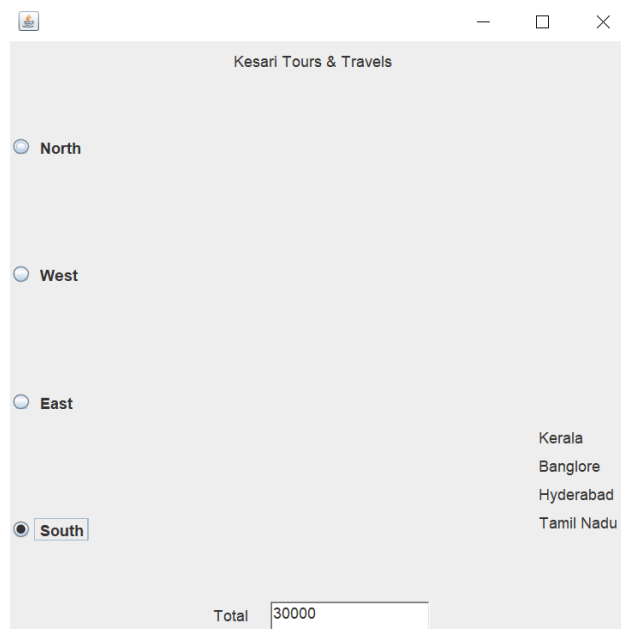 Kesari Tours & Travels
North
West
East
Kerala
Banglore
Hyderabad
Tamil Nadu
South
Total 30000